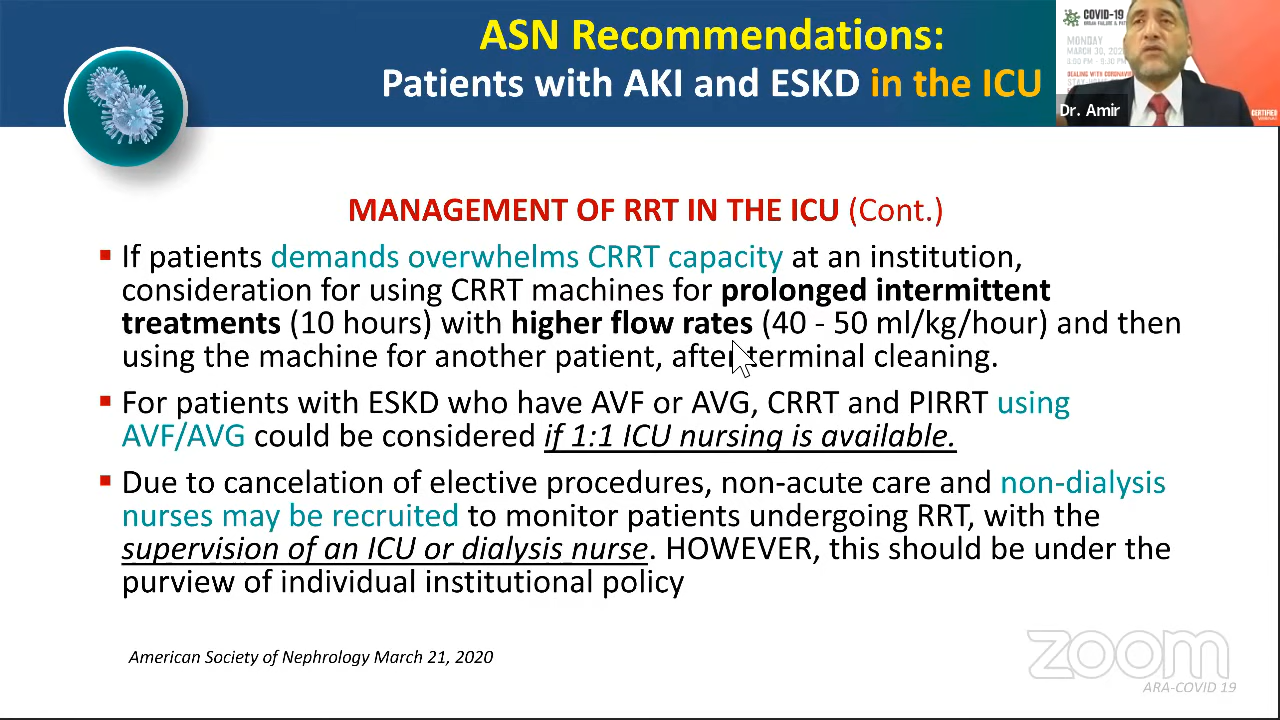 ASN Recommendations:
Patients with AKI and ESKD in the ICU
COVID-19
MONDAY
Dr. Amir
CERTIFIED
MANAGEMENT OF RRT IN THE ICU (Cont.)
If patients demands overwhelms CRRT capacity at an institution,
consideration for using CRRT machines for prolonged intermittent
treatments (10 hours) with higher flow rates (40 - 50 ml/kg/hour) and then
using the machine for another patient, after terminal cleaning.
For patients with ESKD who have AVF or AVG, CRRT and PIRRT using
AVF/AVG could be considered if 1:1 ICU nursing is available.
Due to cancelation of elective procedures, non-acute care and non-dialysis
nurses may be recruited to monitor patients undergoing RRT, with the
supervision of an ICU or dialysis nurse. HOWEVER, this should be under the
purview of individual institutional policy
American Society of Nephrology March 21, 2020
zoom
ARA-COVID 19